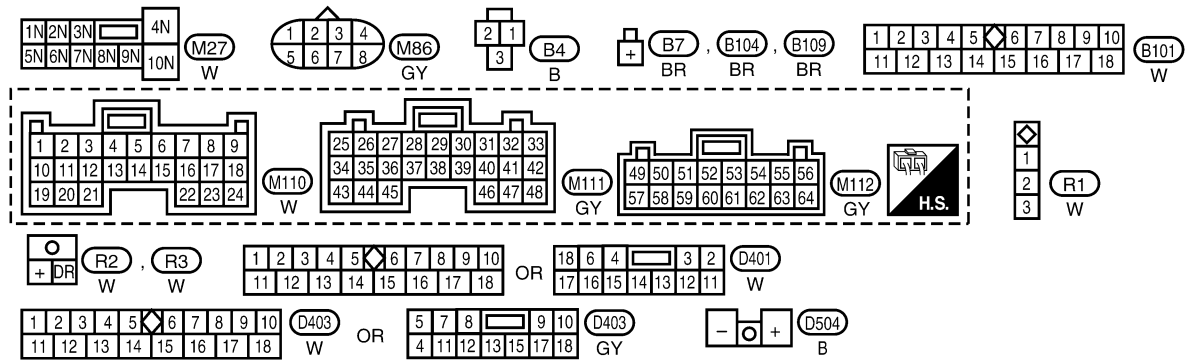 1N 2N 3N 4N
5N 6N 7N 8N 9N 10N
M27
W
1 2 3 4
5 6 7 8
M86
GY
2 1
3
B4
B
+
B7 , B104 , B109
BR BR BR
1 2 3 4 5 6 7 8 9 10
11 12 13 14 15 16 17 18
B101
W
1 2 3 4 5 6 7 8 9
10 11 12 13 14 15 16 17 18
19 20 21 22 23 24
M110
W
25 26 27 28 29 30 31 32 33
34 35 36 37 38 39 40 41 42
43 44 45 46 47 48
M111
GY
49 50 51 52 53 54 55 56
57 58 59 60 61 62 63 64
M112
GY
H.S.
1
2
3
R1
W
+ DR
R2 , R3
W W
1 2 3 4 5 6 7 8 9 10
11 12 13 14 15 16 17 18
OR
18 6 4 3 2
17 16 15 14 13 12 11
D401
W
1 2 3 4 5 6 7 8 9 10
11 12 13 14 15 16 17 18
D403
W
OR
5 7 8 9 10
4 11 12 13 15 17 18
D403
GY
− +
D504
B